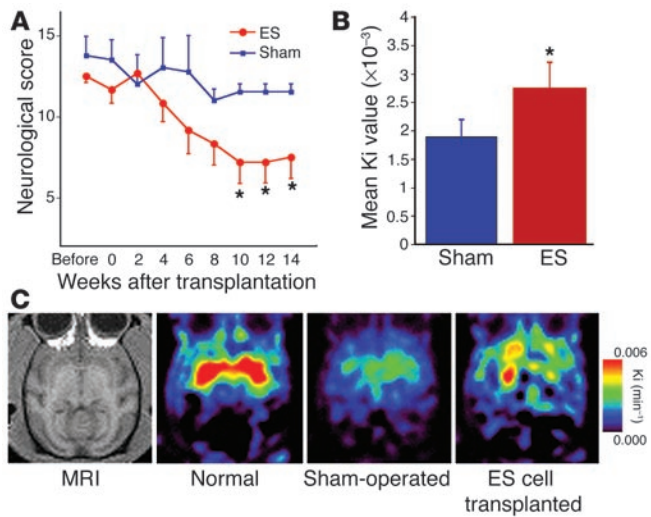 A
ES
Sham
15
10
5
Neurological score
Before 0 2 4 6 8 10 12 14
* * *
Weeks after transplantation
B
4
3.5
3
2.5
2
1.5
1
0.5
0
Mean Ki value (×10⁻³)
*
Sham ES
C
0.006
Ki (min⁻¹)
0.000
MRI Normal Sham-operated ES cell
transplanted